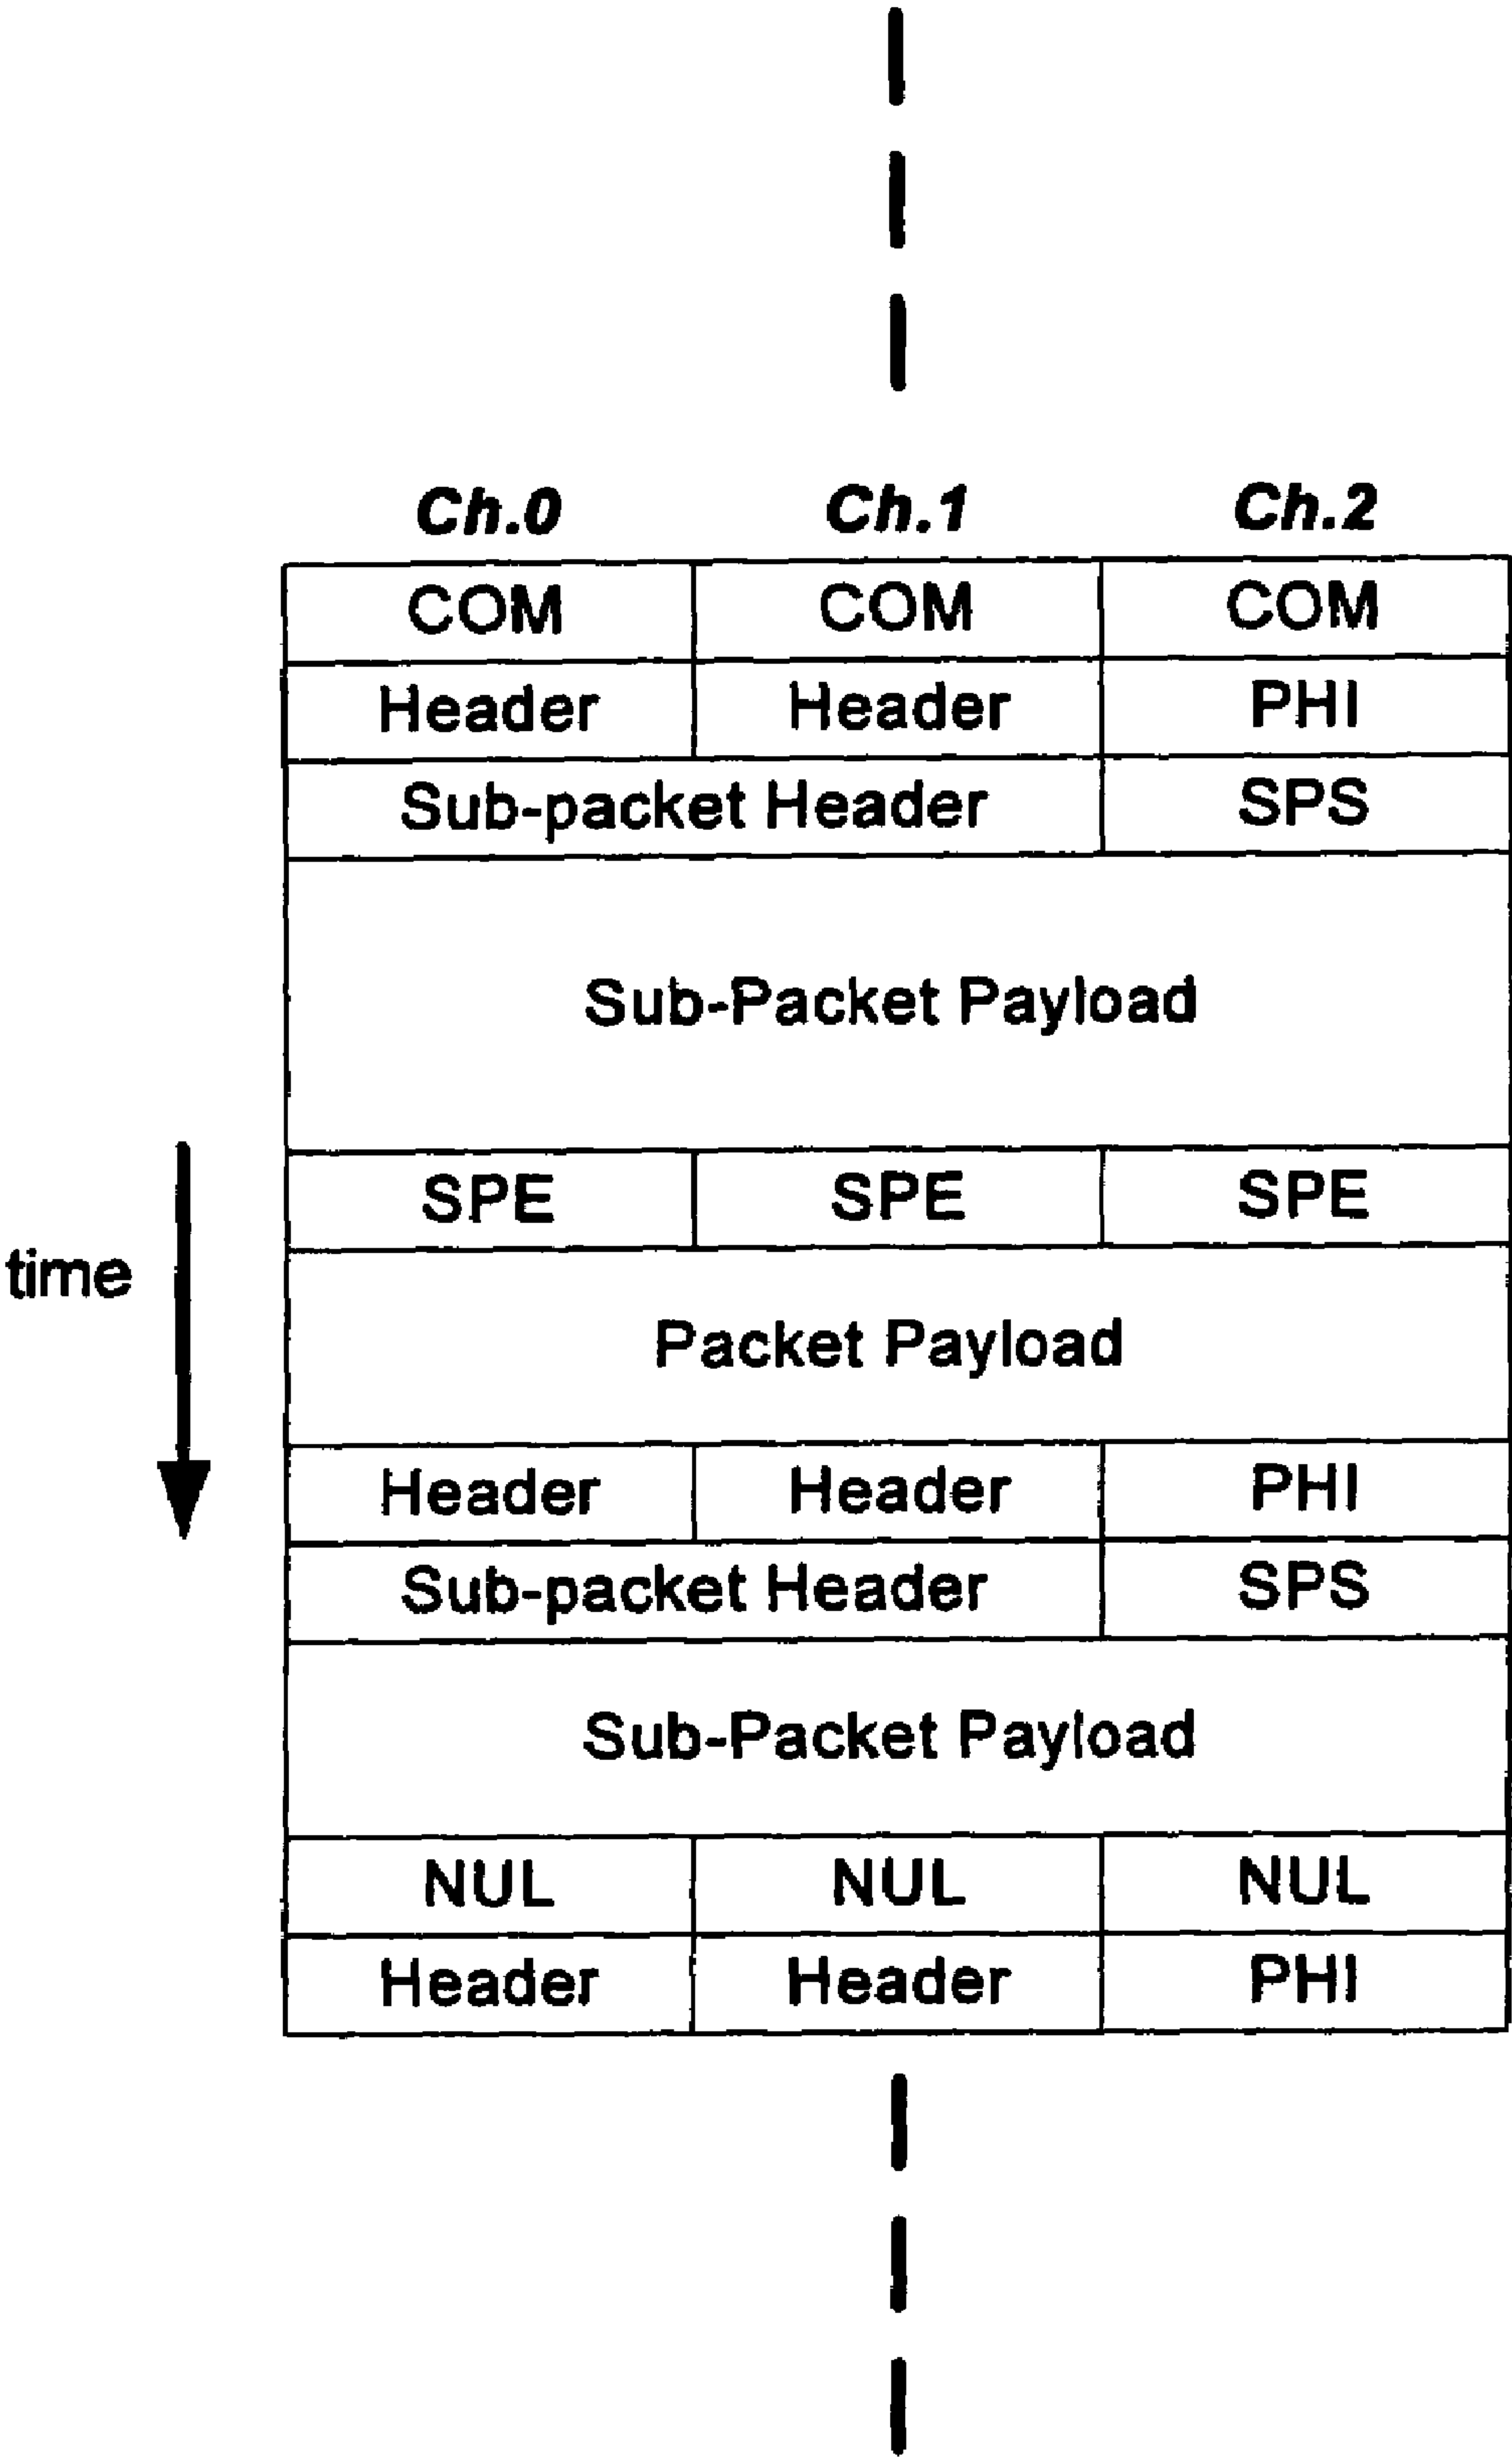 Ch.0 Ch.1 Ch.2
COM COM COM
Header Header PHI
Sub-packet Header SPS
Sub-Packet Payload
SPE SPE SPE
time
Packet Payload
Header Header PHI
Sub-packet Header SPS
Sub-Packet Payload
NUL NUL NUL
Header Header PHI